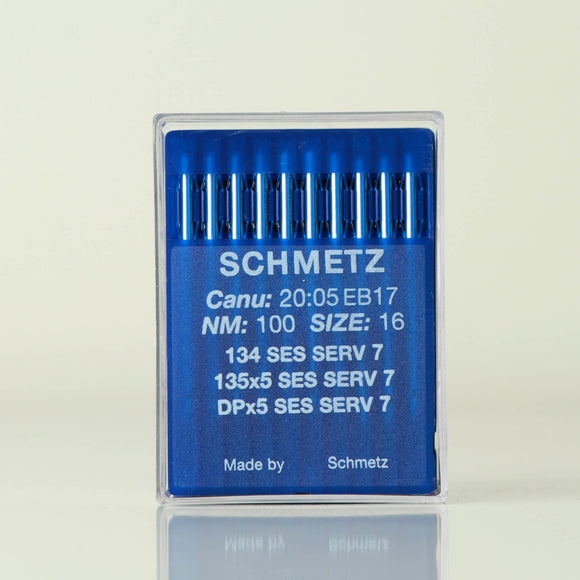 SCHMETZ
Canu: 20:05 EB17
NM: 100 SIZE: 16
134 SES SERV 7
135x5 SES SERV 7
DPx5 SES SERV 7
Made by Schmetz